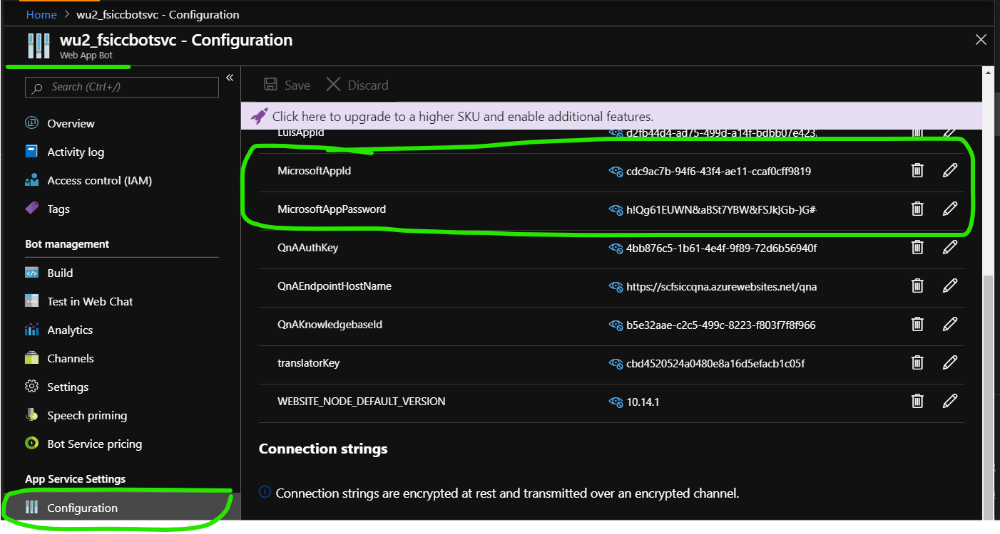 Home > wu2_fsiccbotsvc - Configuration
wu2_fsiccbotsvc - Configuration
Web App Bot
Search (Ctrl+/)
«
Overview
Activity log
Access control (IAM)
Tags
Bot management
Build
Test in Web Chat
Analytics
Channels
Settings
Speech priming
Bot Service pricing
App Service Settings
Configuration
Save Discard
Click here to upgrade to a higher SKU and enable additional features.
LuisAppId d2fb44d4-ad75-499d-a14f-bdbb07e423
MicrosoftAppId cdc9ac7b-94f6-43f4-ae11-ccaf0cff9819
MicrosoftAppPassword h!Qg61EUWN&aBSt7YBW&FSJk}Gb-)G#
QnAAuthKey 4bb876c5-1b61-4e4f-9f89-72d6b56940f
QnAEndpointHostName https://scfsiccqna.azurewebsites.net/qna
QnAKnowledgebaseId b5e32aae-c2c5-499c-8223-f803f7f8f966
translatorKey cbd4520524a0480e8a16d5efacb1c05f
WEBSITE_NODE_DEFAULT_VERSION 10.14.1
Connection strings
Connection strings are encrypted at rest and transmitted over an encrypted channel.